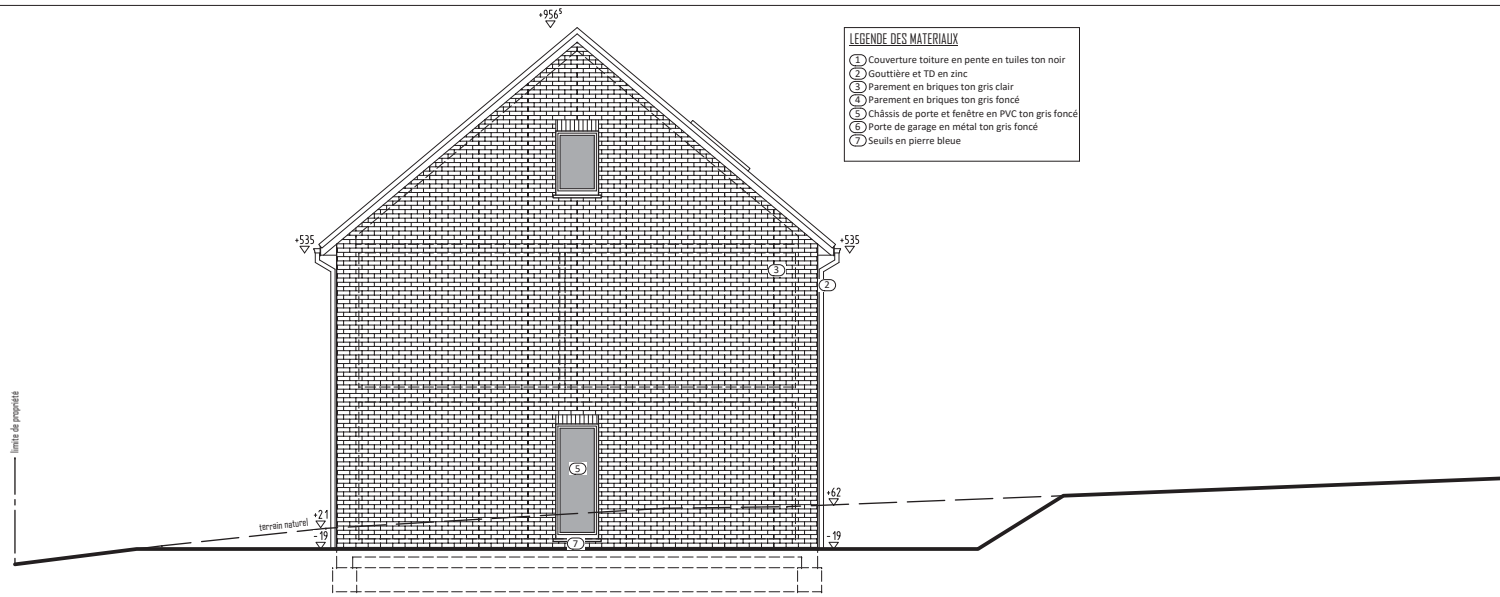 +956⁵
LEGENDE DES MATERIAUX
1 Couverture toiture en pente en tuiles ton noir
2 Gouttière et TD en zinc
3 Parement en briques ton gris clair
4 Parement en briques ton gris foncé
5 Châssis de porte et fenêtre en PVC ton gris foncé
6 Porte de garage en métal ton gris foncé
7 Seuils en pierre bleue
+535
+535
3
2
limite de propriété
5
+62
+21
terrain naturel
-19
7
-19